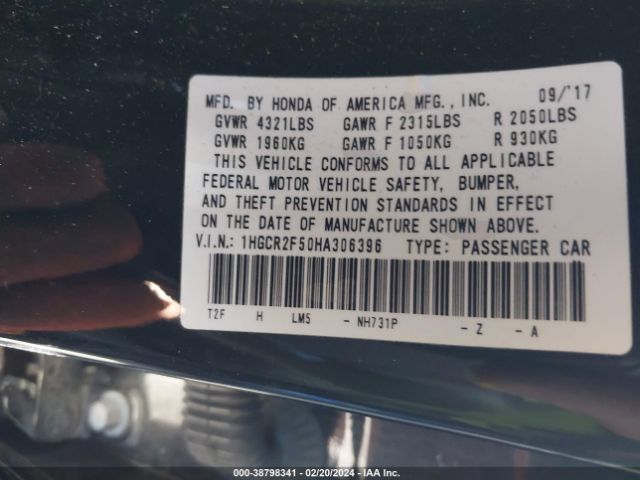 MFD. BY HONDA OF AMERICA MFG., INC. 09/'17
GVWR 4321LBS GAWR F 2315LBS R 2050LBS
GVWR 1960KG GAWR F 1050KG R 930KG
THIS VEHICLE CONFORMS TO ALL APPLICABLE
FEDERAL MOTOR VEHICLE SAFETY, BUMPER,
AND THEFT PREVENTION STANDARDS IN EFFECT
ON THE DATE OF MANUFACTURE SHOWN ABOVE.
V.I.N.: 1HGCR2F50HA306396 TYPE: PASSENGER CAR
T2F H LM5 - NH731P - Z - A
000-38798341 - 02/20/2024 - IAA Inc.